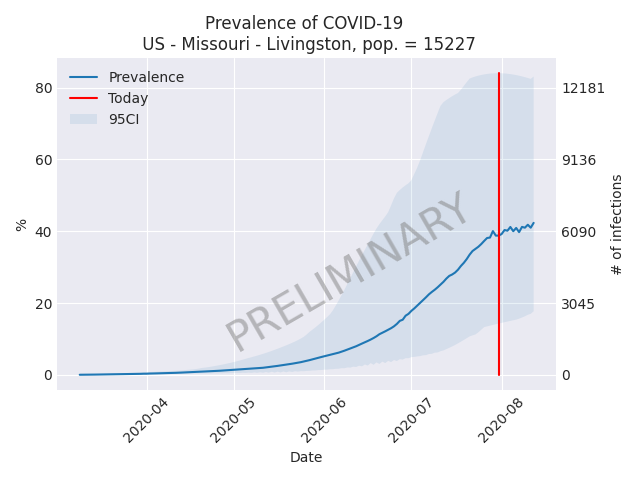 Prevalence of COVID-19
US - Missouri - Livingston, pop. = 15227
Prevalence
Today
95CI
80
60
40
20
0
%
12181
9136
6090
3045
0
# of infections
PRELIMINARY
2020-04
2020-05
2020-06
2020-07
2020-08
Date